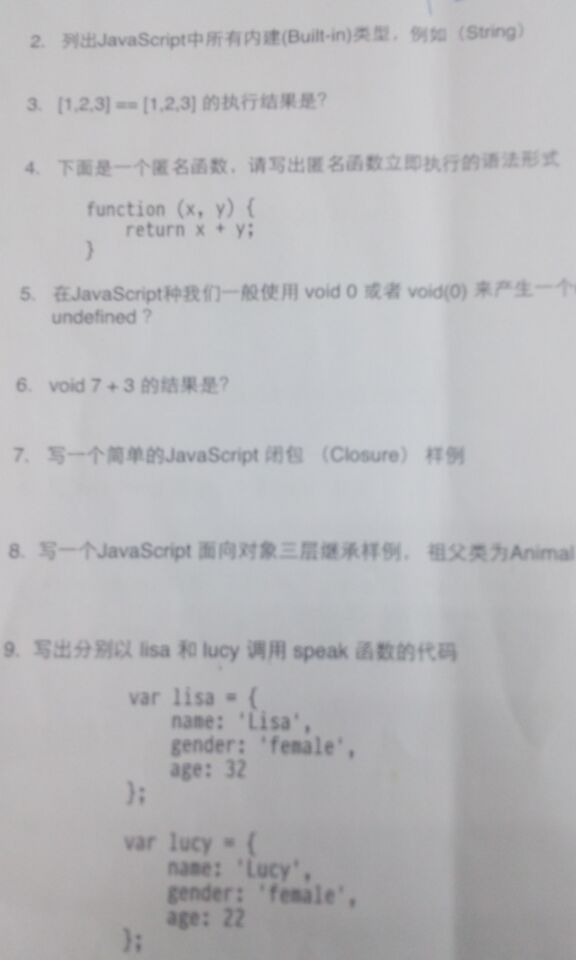 2. 列出JavaScript中所有内建(Built-in)类型，例如（String）
3. [1,2,3] == [1,2,3] 的执行结果是？
4. 下面是一个匿名函数，请写出匿名函数立即执行的语法形式
function (x, y) {
return x + y;
}
5. 在JavaScript种我们一般使用 void 0 或者 void(0) 来产生一个
undefined ？
6. void 7 + 3 的结果是？
7. 写一个简单的JavaScript 闭包 （Closure） 样例
8. 写一个JavaScript 面向对象三层继承样例， 祖父类为Animal
9. 写出分别以 lisa 和 lucy 调用 speak 函数的代码
var lisa = {
name: 'Lisa',
gender: 'female',
age: 32
};
var lucy = {
name: 'Lucy',
gender: 'female',
age: 22
};